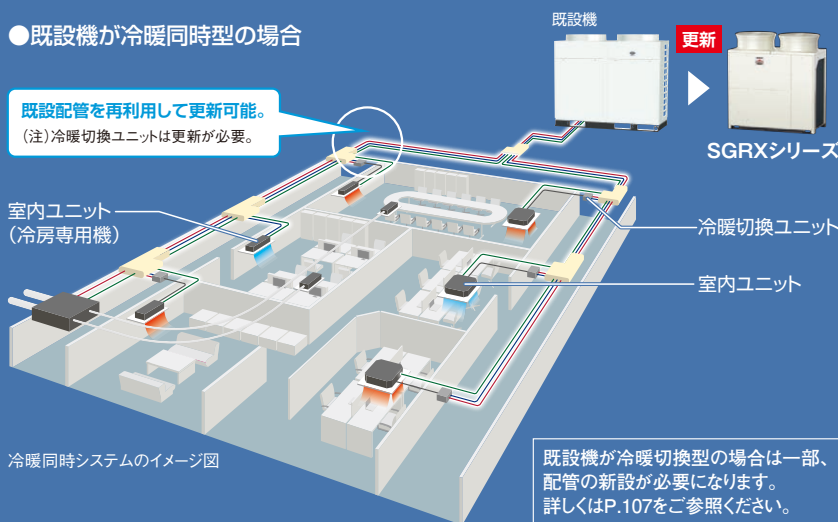 ●既設機が冷暖同時型の場合
既設機
更新
SGRXシリーズ
既設配管を再利用して更新可能。
（注）冷暖切換ユニットは更新が必要。
室内ユニット
（冷房専用機）
冷暖切換ユニット
室内ユニット
冷暖同時システムのイメージ図
既設機が冷暖切換型の場合は一部、
配管の新設が必要になります。
詳しくはP.107をご参照ください。